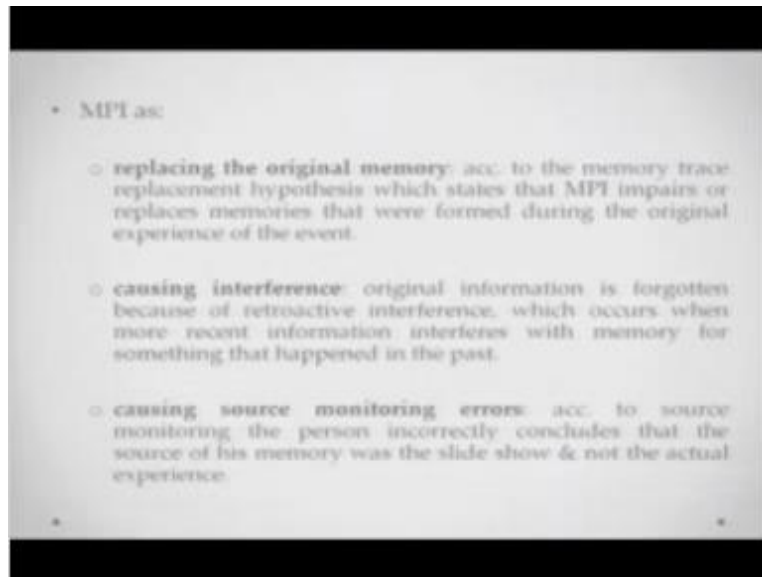 • MPI as:
o replacing the original memory: acc. to the memory trace
replacement hypothesis which states that MPI impairs or
replaces memories that were formed during the original
experience of the event.
o causing interference: original information is forgotten
because of retroactive interference, which occurs when
more recent information interferes with memory for
something that happened in the past.
o causing source monitoring errors: acc. to source
monitoring the person incorrectly concludes that the
source of his memory was the slide show & not the actual
experience.